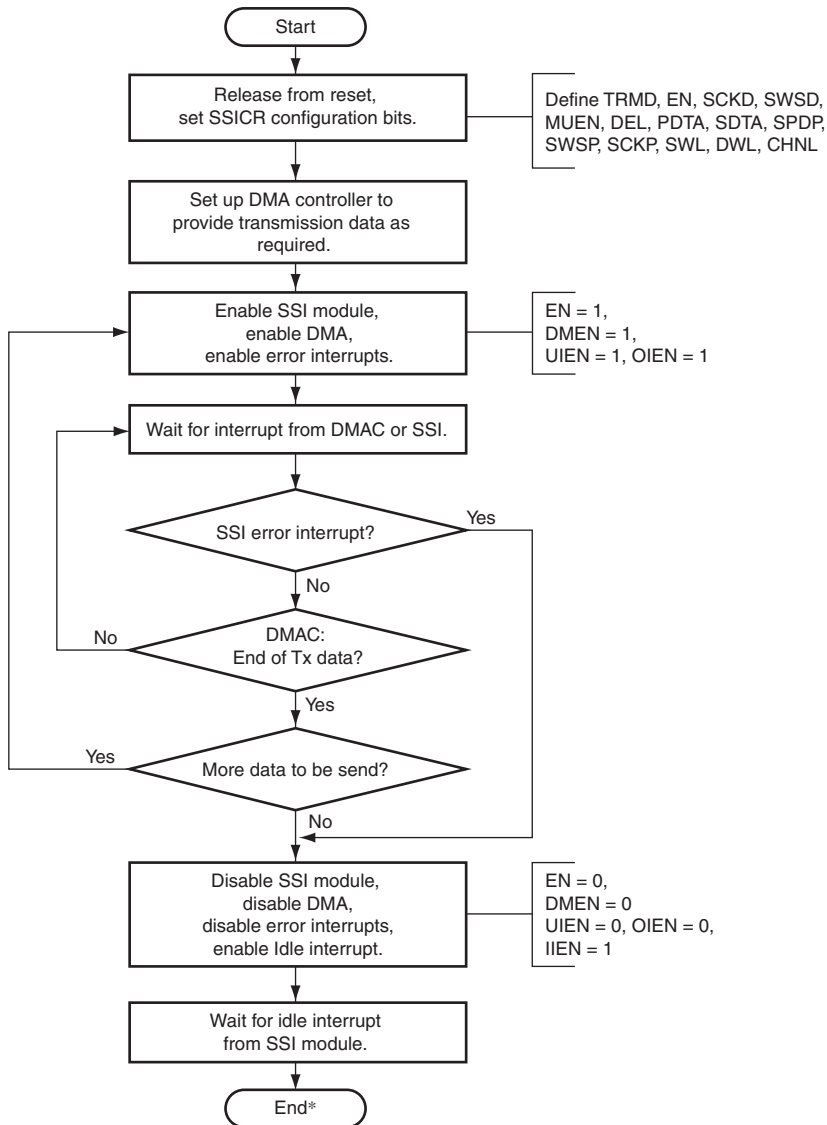 Start
Release from reset,
set SSICR configuration bits.
Define TRMD, EN, SCKD, SWSD,
MUEN, DEL, PDTA, SDTA, SPDP,
SWSP, SCKP, SWL, DWL, CHNL
Set up DMA controller to
provide transmission data as
required.
Enable SSI module,
enable DMA,
enable error interrupts.
EN = 1,
DMEN = 1,
UIEN = 1, OIEN = 1
Wait for interrupt from DMAC or SSI.
SSI error interrupt?
Yes
No
DMAC:
End of Tx data?
No
Yes
More data to be send?
Yes
No
Disable SSI module,
disable DMA,
disable error interrupts,
enable Idle interrupt.
EN = 0,
DMEN = 0
UIEN = 0, OIEN = 0,
IIEN = 1
Wait for idle interrupt
from SSI module.
End*